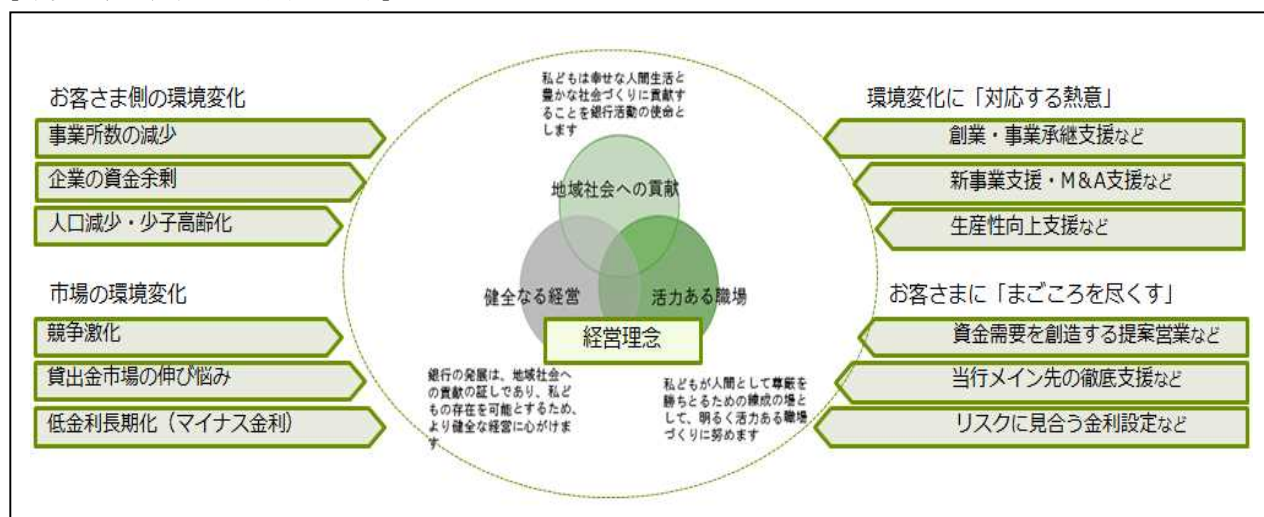 お客さま側の環境変化
事業所数の減少
企業の資金余剰
人口減少・少子高齢化
市場の環境変化
競争激化
貸出金市場の伸び悩み
低金利長期化（マイナス金利）
私どもは幸せな人間生活と
豊かな社会づくりに貢献す
ることを銀行活動の使命と
します
地域社会への貢献
健全なる経営
活力ある職場
経営理念
銀行の発展は、地域社会へ
の貢献の証しであり、私ど
もの存在を可能とするため、
より健全な経営に心がけま
す
私どもが人間として尊厳を
勝ちとるための練成の場と
して、明るく活力ある職場
づくりに努めます
環境変化に「対応する熱意」
創業・事業承継支援など
新事業支援・M&A支援など
生産性向上支援など
お客さまに「まごころを尽くす」
資金需要を創造する提案営業など
当行メイン先の徹底支援など
リスクに見合う金利設定など